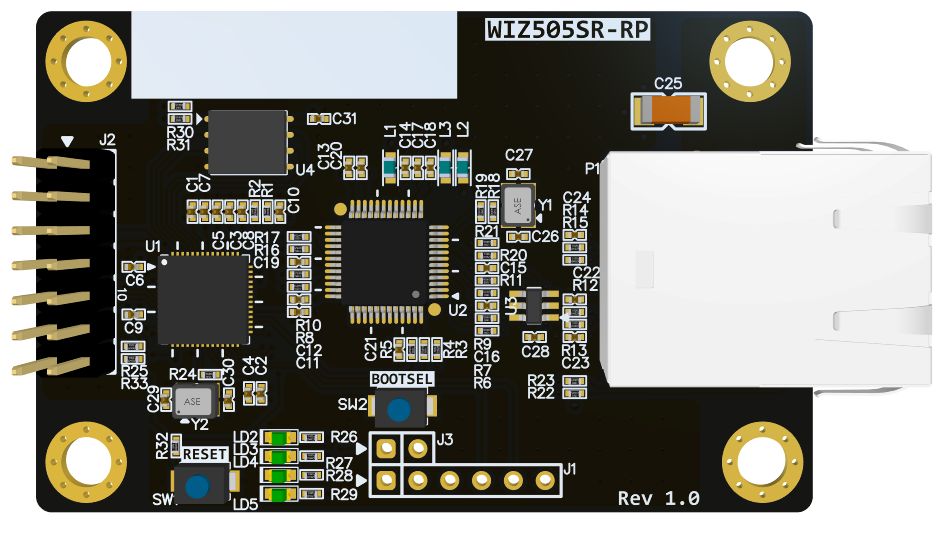 WIZ505SR-RP
C25
R30
R31
U4
C31
C13
C20
L1
C14
C17
C18
L3
L2
J2
C1
C7
R2
R1
C10
C27
P1
R19
R18
ASE
Y1
C24
R14
R15
C5
C3
C8
R17
R16
C19
U1
C6
10
C9
R21
R20
C15
R11
C26
U3
C22
R12
U2
R10
R8
C12
C11
C21
R5
R4
R3
R9
C16
R7
R6
C28
R13
C23
R25
R33
R24
C30
C4
C2
C29
ASE
Y2
BOOTSEL
SW2
R23
R22
R32
RESET
LD2
LD3
LD4
LD5
R26
R27
R28
R29
J3
J1
Rev 1.0